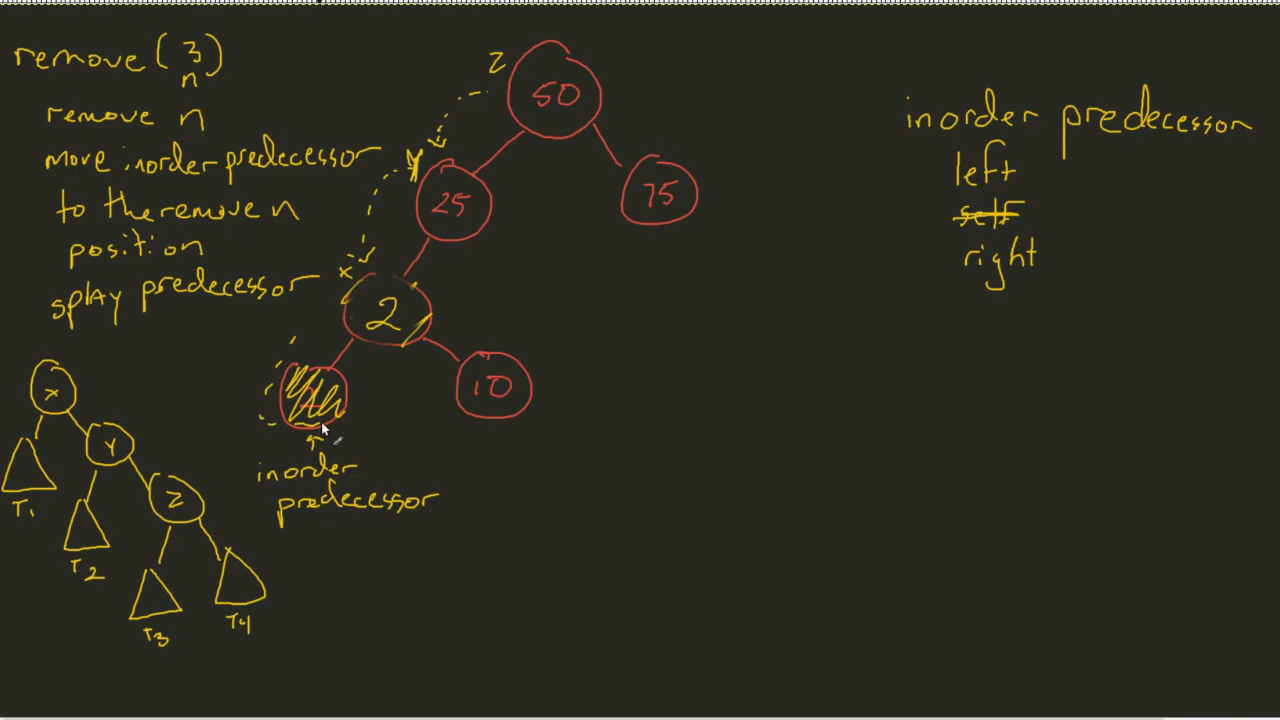 remove (3)
n
remove n
move inorder predecessor
to the remove n
position
splay predecessor
z
50
y
25
75
x
2
10
inorder
predecessor
inorder predecessor
left
self
right
x
y
z
T1
T2
T3
T4